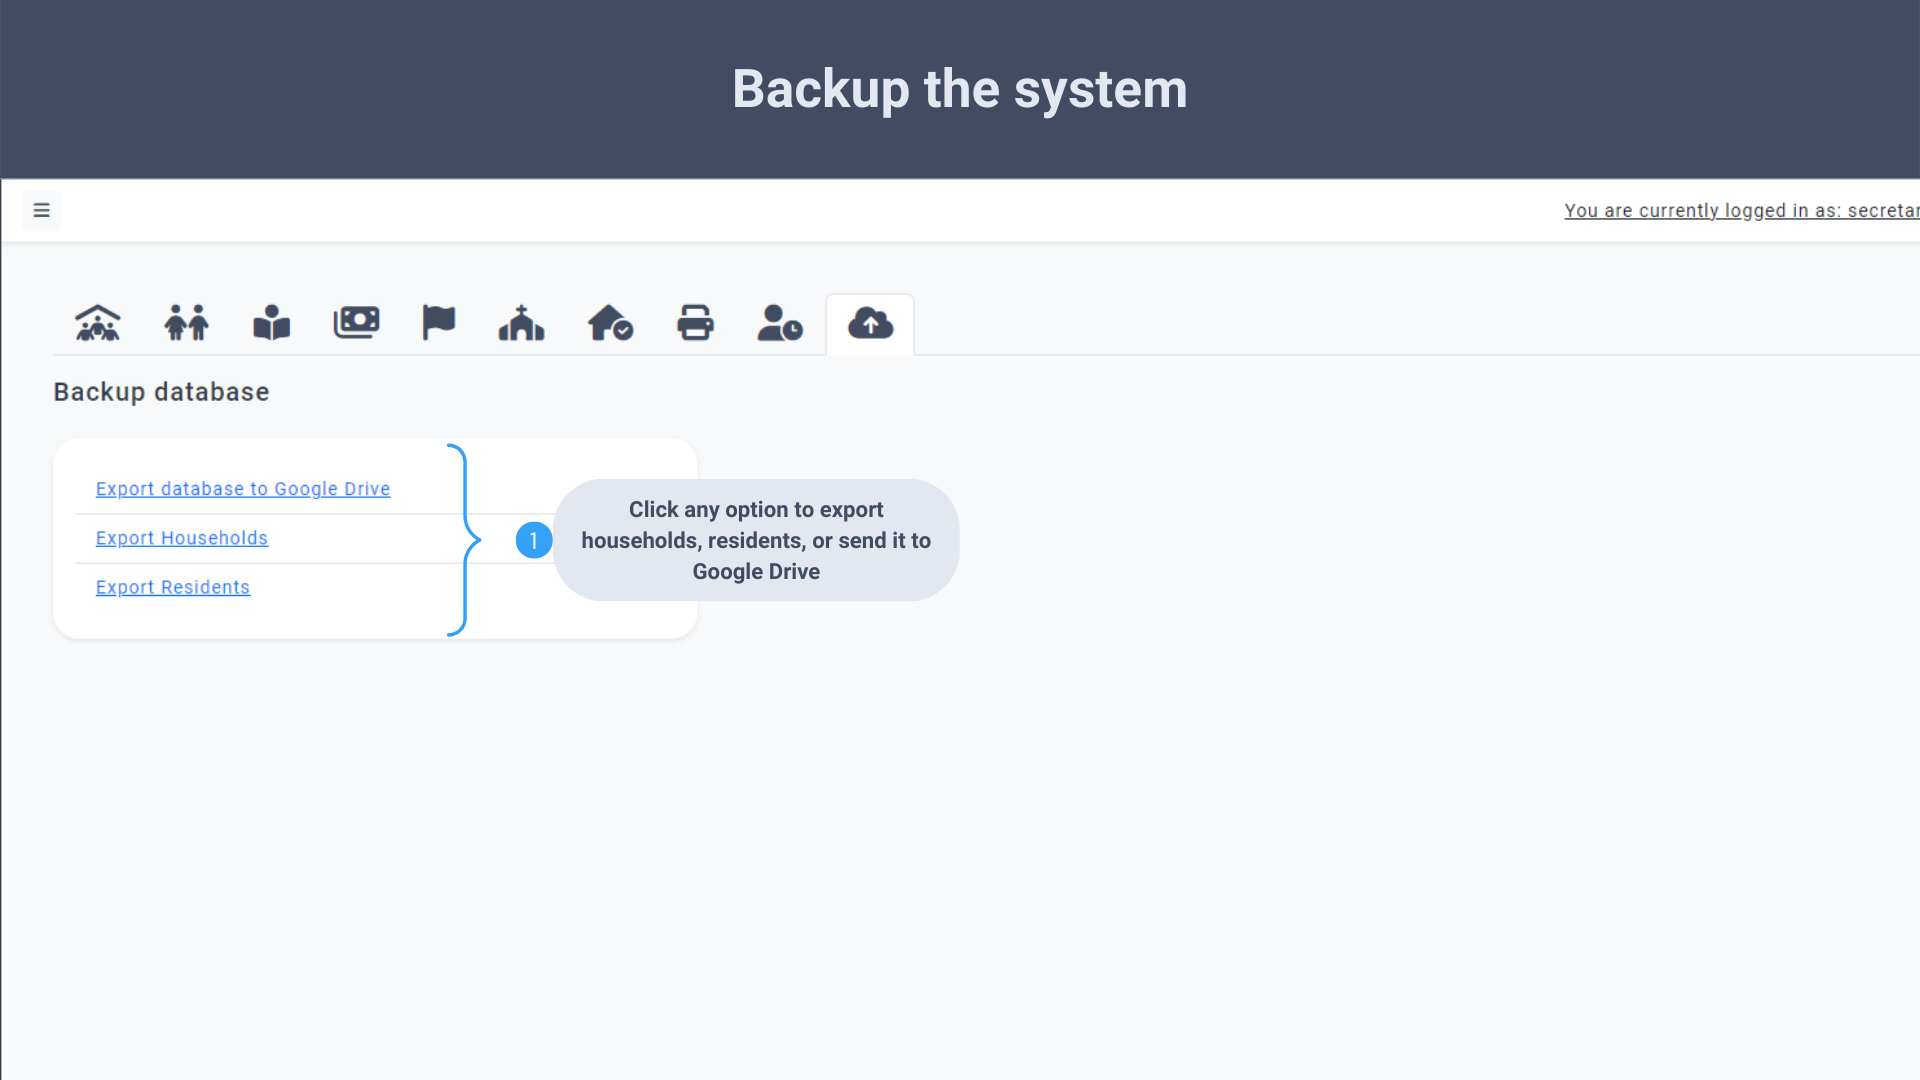 Backup the system
You are currently logged in as: secretar
Backup database
Export database to Google Drive
Export Households
Export Residents
1
Click any option to export
households, residents, or send it to
Google Drive